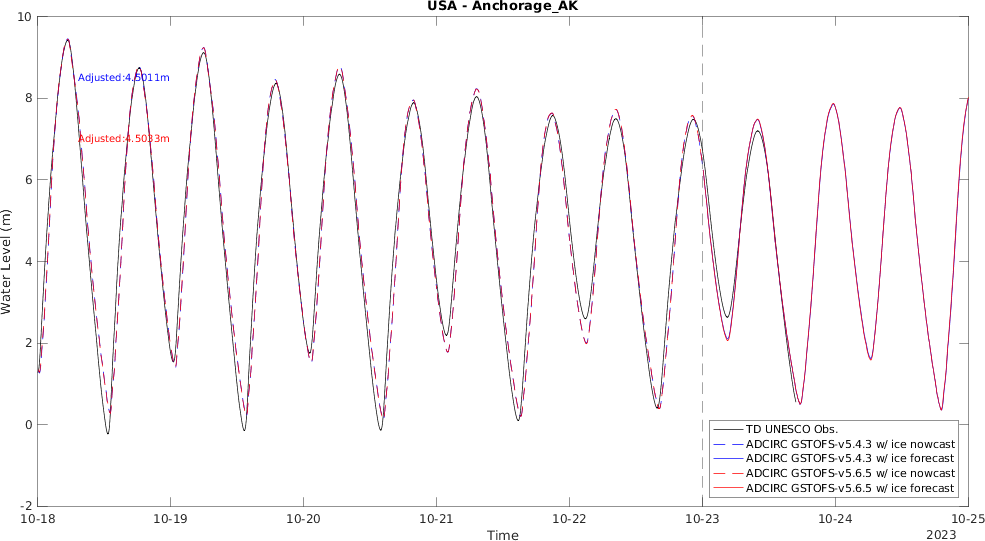 USA - Anchorage_AK
10
8
6
4
2
0
-2
Water Level (m)
Adjusted:4.5011m
Adjusted:4.5033m
TD UNESCO Obs.
ADCIRC GSTOFS-v5.4.3 w/ ice nowcast
ADCIRC GSTOFS-v5.4.3 w/ ice forecast
ADCIRC GSTOFS-v5.6.5 w/ ice nowcast
ADCIRC GSTOFS-v5.6.5 w/ ice forecast
10-18 10-19 10-20 10-21 10-22 10-23 10-24 10-25
Time
2023